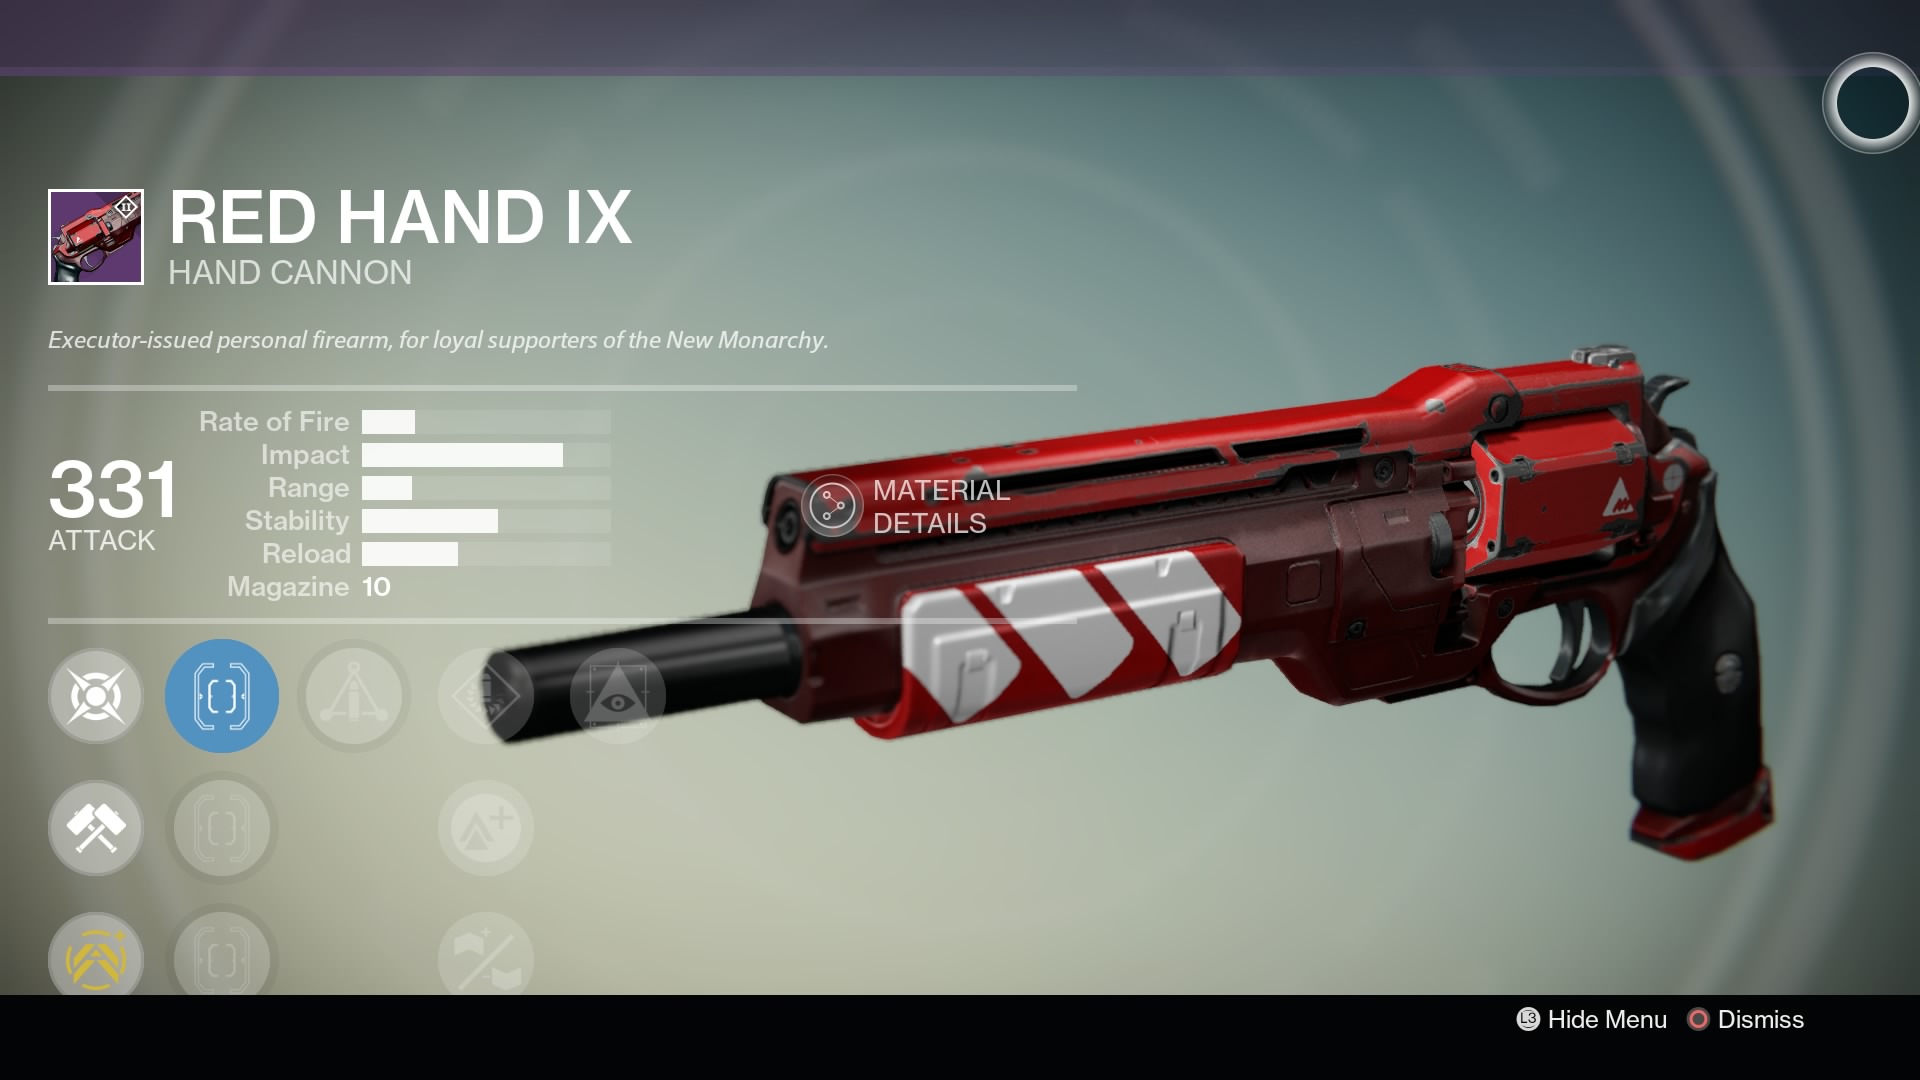 RED HAND IX
HAND CANNON
Executor-issued personal firearm, for loyal supporters of the New Monarchy.
331
ATTACK
Rate of Fire
Impact
Range
Stability
Reload
Magazine 10
MATERIAL
DETAILS
L3 Hide Menu
Dismiss